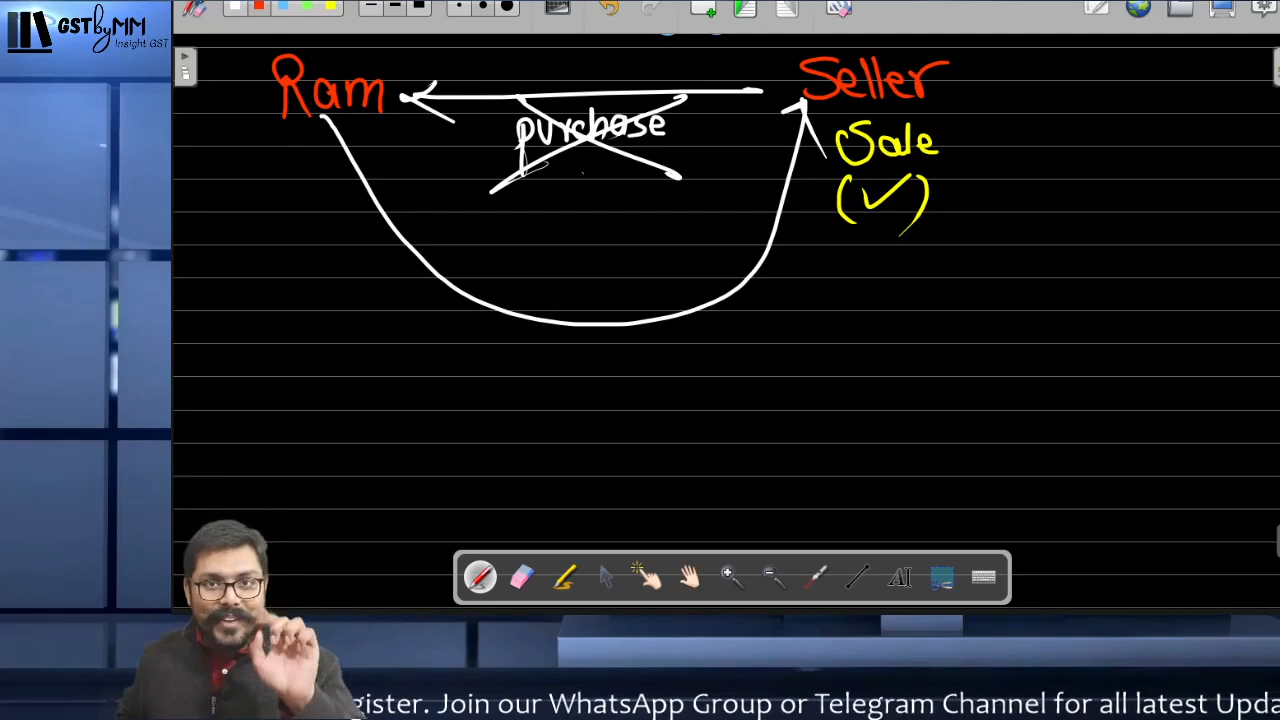 GSTbyMM
Insight GST
Ram
Seller
purchase
Sale
(✓)
AI
gister. Join our WhatsApp Group or Telegram Channel for all latest Upda